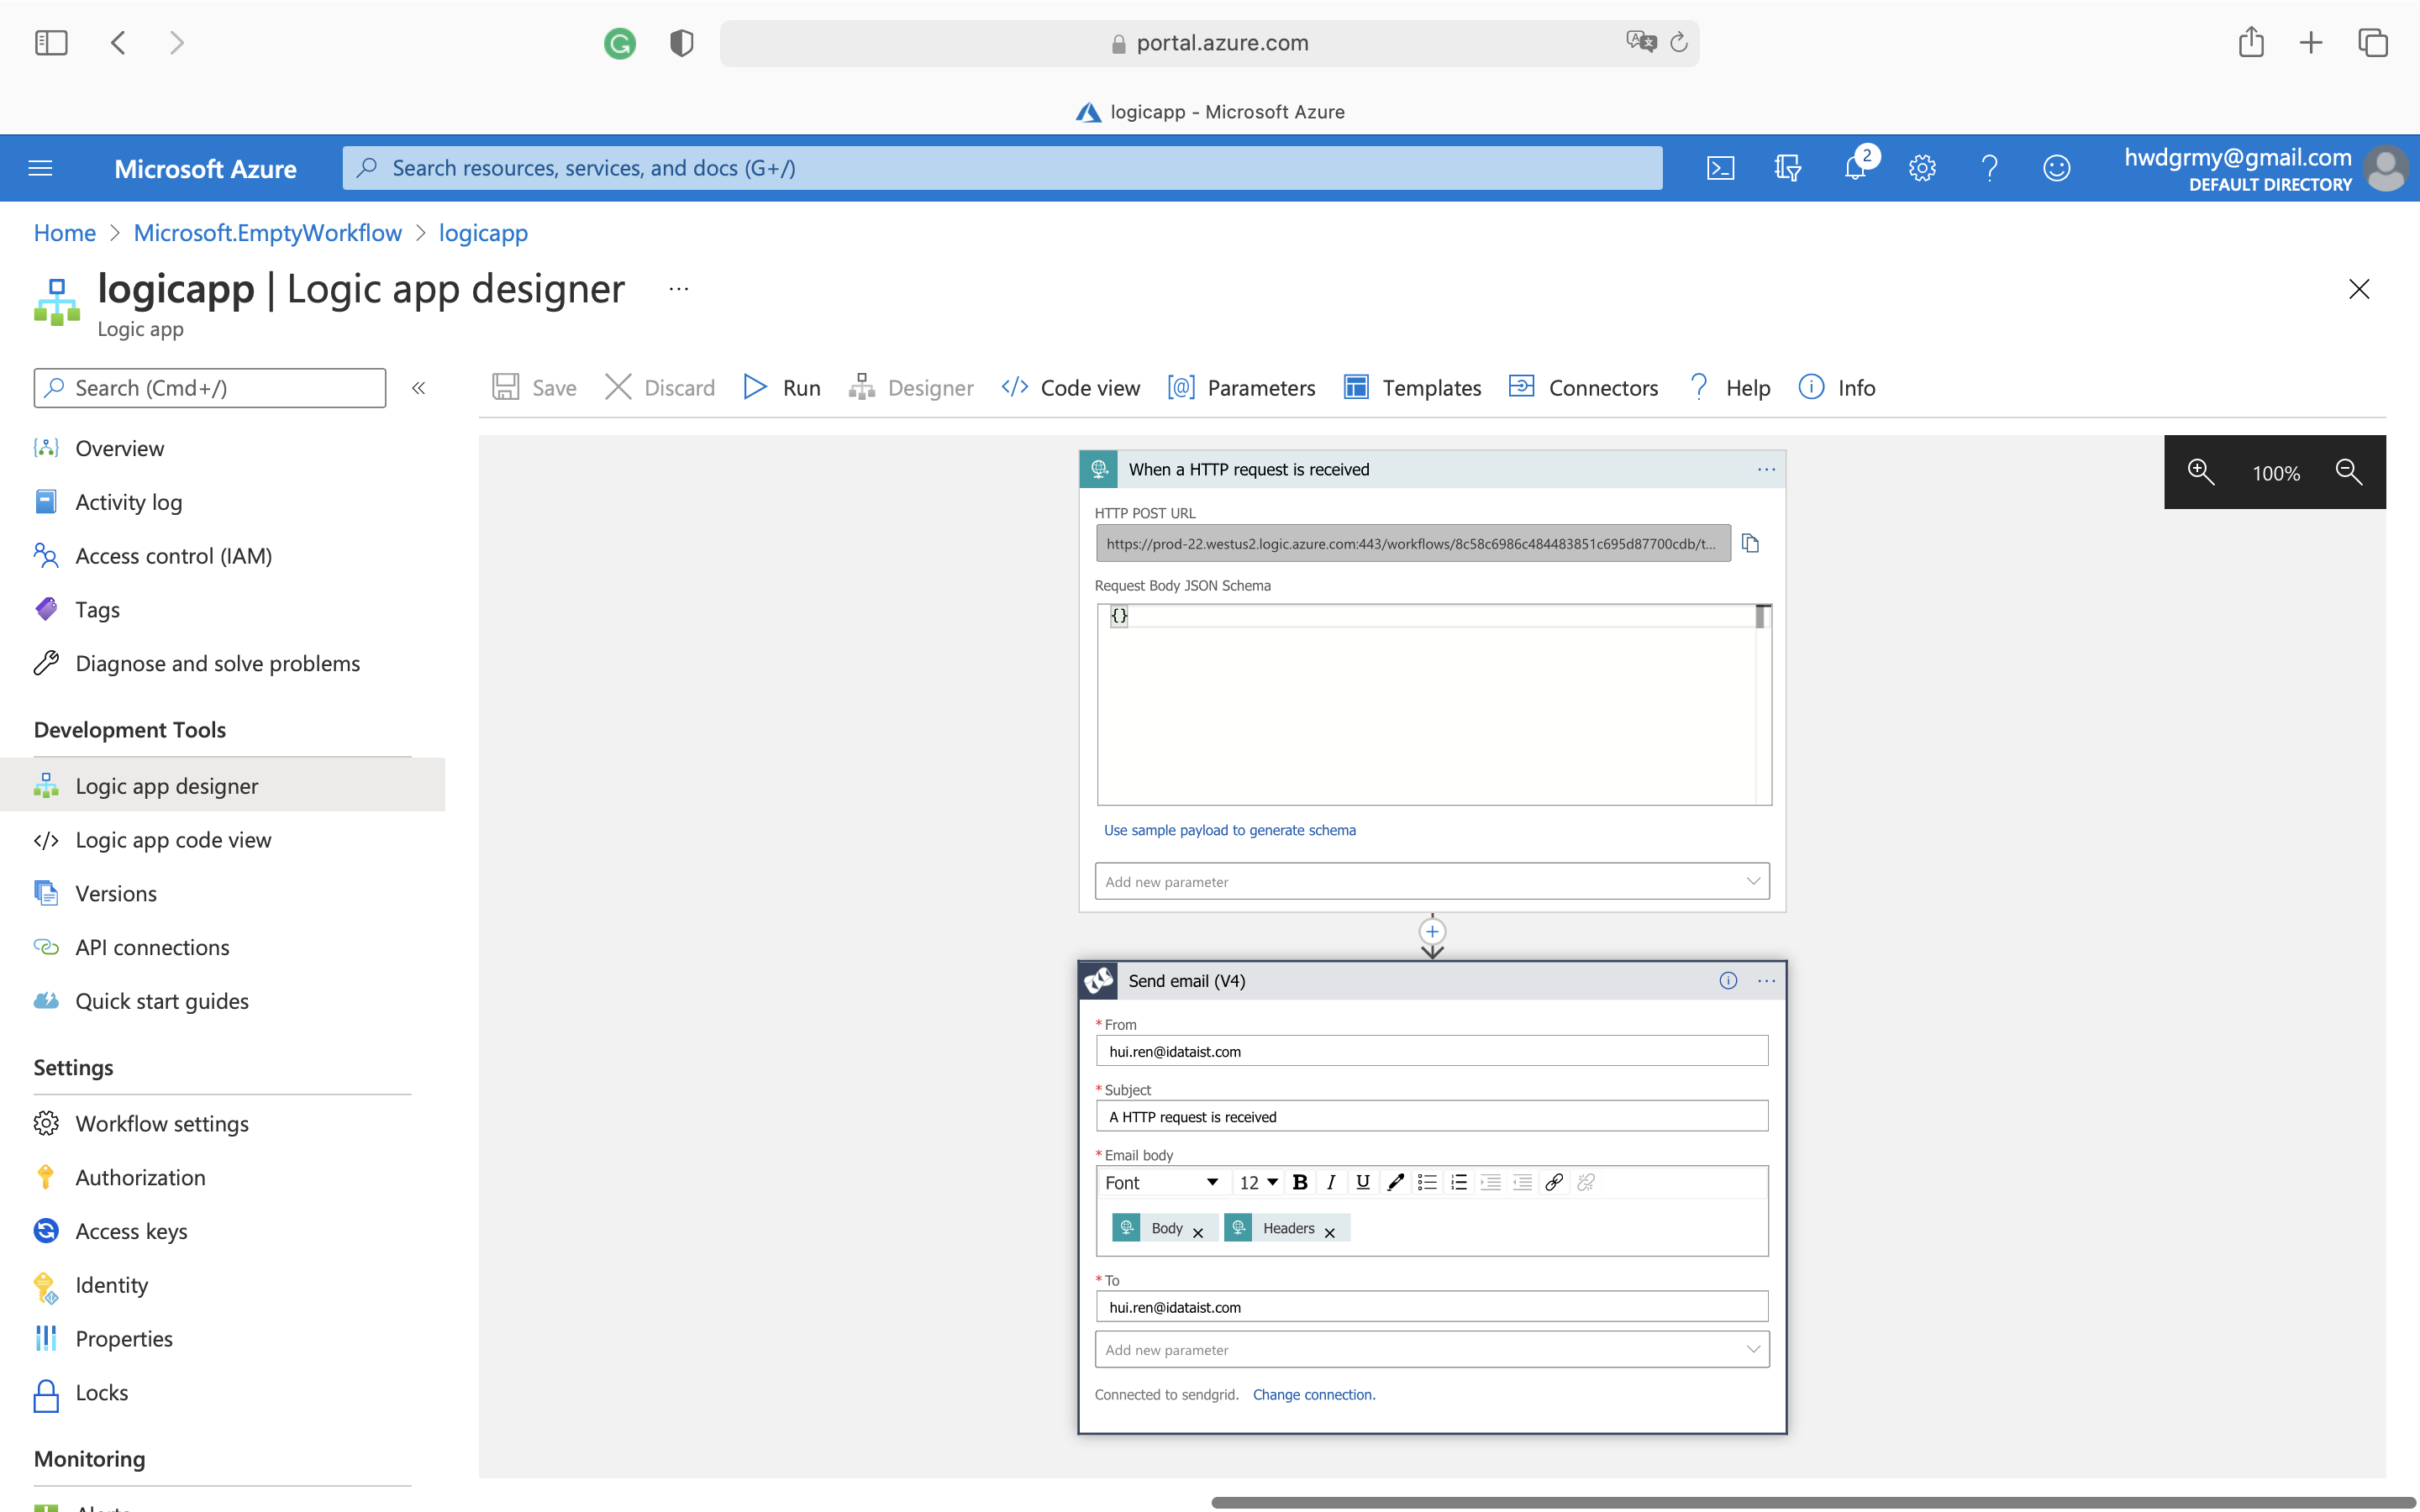 portal.azure.com
logicapp - Microsoft Azure
Microsoft Azure
Search resources, services, and docs (G+/)
2
hwdgrmy@gmail.com
DEFAULT DIRECTORY
Home > Microsoft.EmptyWorkflow > logicapp
logicapp | Logic app designer ...
Logic app
Search (Cmd+/)
«
Save
Discard
Run
Designer
Code view
Parameters
Templates
Connectors
Help
Info
Overview
Activity log
Access control (IAM)
Tags
Diagnose and solve problems
Development Tools
Logic app designer
Logic app code view
Versions
API connections
Quick start guides
Settings
Workflow settings
Authorization
Access keys
Identity
Properties
Locks
Monitoring
Alerts
100%
When a HTTP request is received
HTTP POST URL
https://prod-22.westus2.logic.azure.com:443/workflows/8c58c6986c484483851c695d87700cdb/t...
Request Body JSON Schema
{}
Use sample payload to generate schema
Add new parameter
Send email (V4)
* From
hui.ren@idataist.com
* Subject
A HTTP request is received
* Email body
Font 12 B I U
Body × Headers ×
* To
hui.ren@idataist.com
Add new parameter
Connected to sendgrid. Change connection.